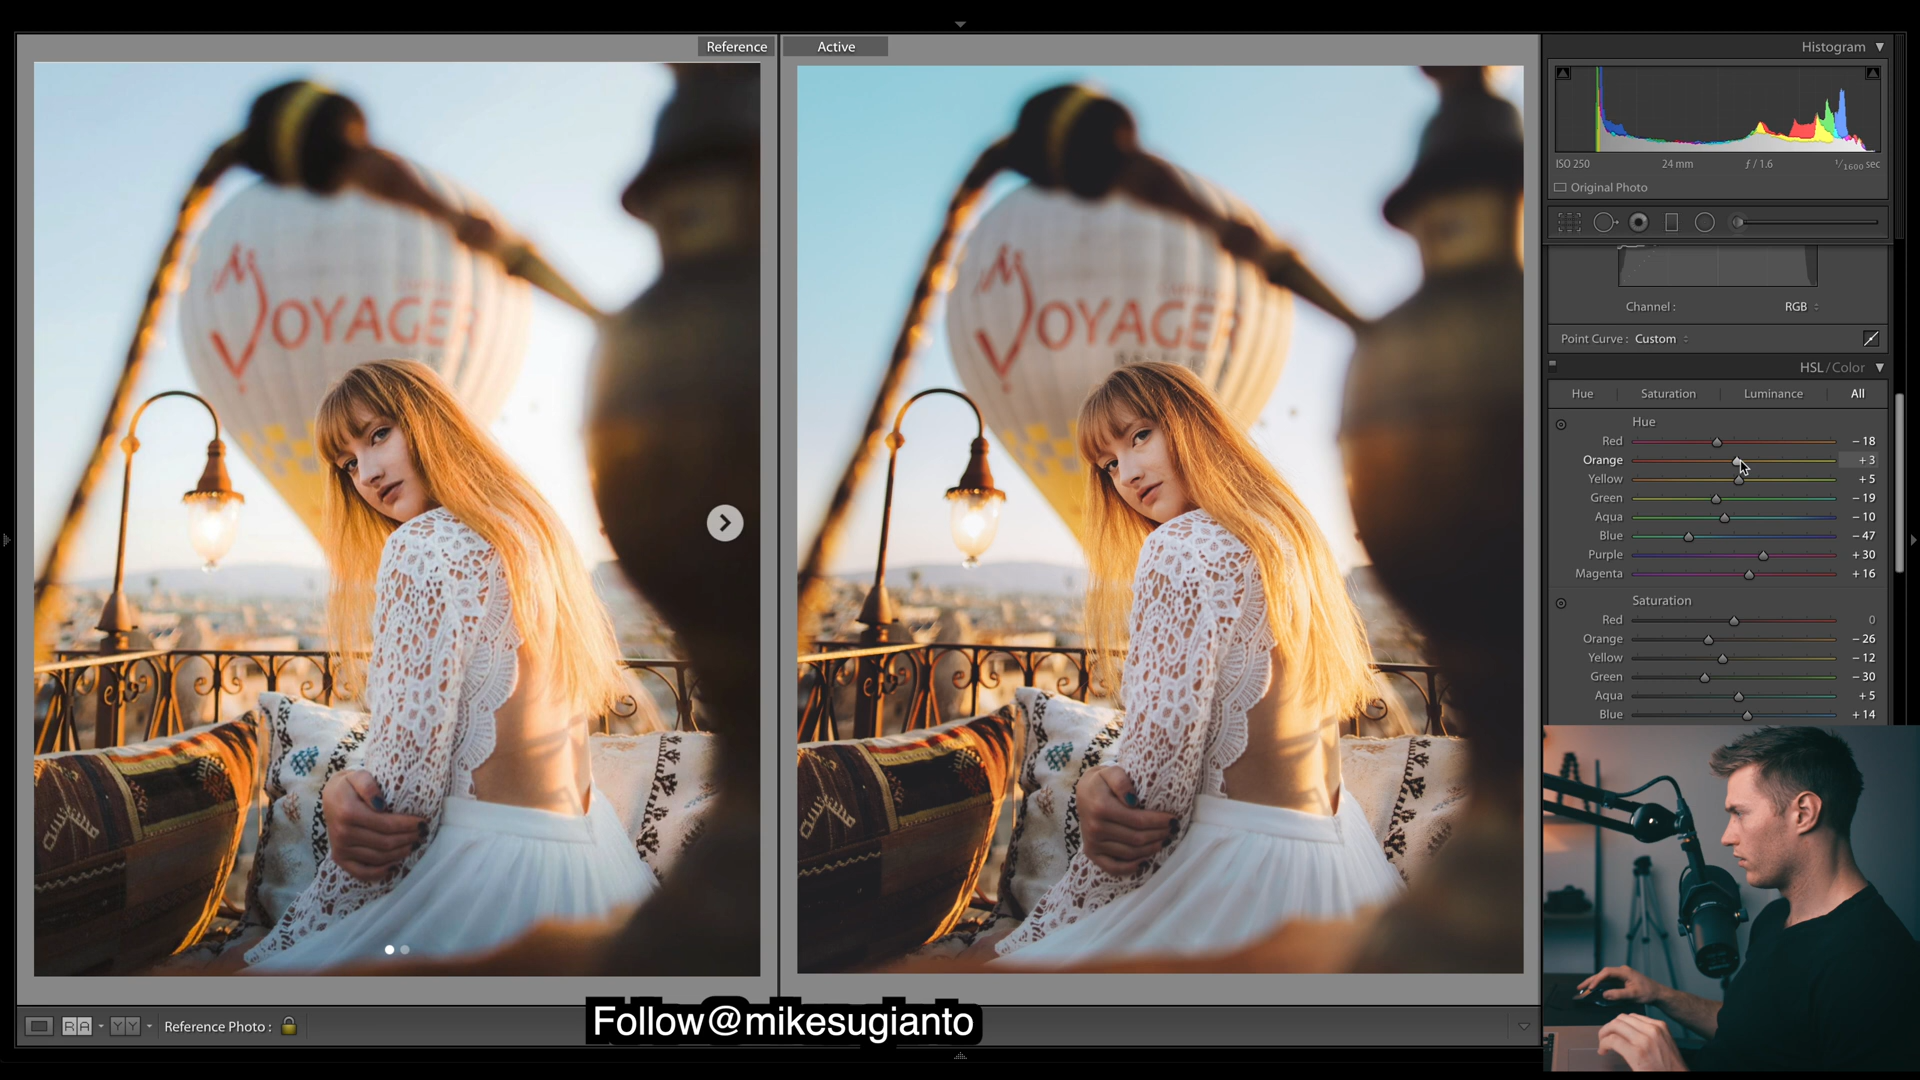 Reference
Active
Histogram
ISO 250
24 mm
f / 1.6
1/1600 sec
Original Photo
VOYAGER
VOYAGER
Channel :
RGB
Point Curve : Custom
HSL / Color
Hue
Saturation
Luminance
All
Hue
Red
- 18
Orange
+ 3
Yellow
+ 5
Green
- 19
Aqua
- 10
Blue
- 47
Purple
+ 30
Magenta
+ 16
Saturation
Red
0
Orange
- 26
Yellow
- 12
Green
- 30
Aqua
+ 5
Blue
+ 14
R A
Y Y
Reference Photo :
Follow@mikesugianto